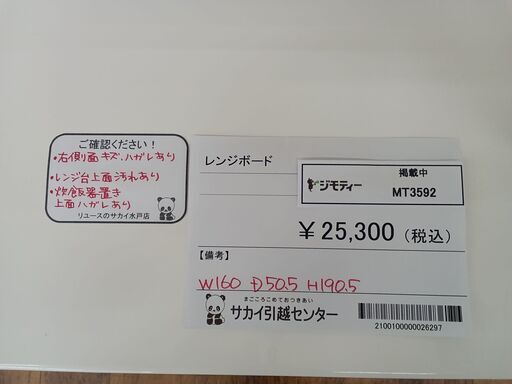 ご確認ください！
・右側面キズ、ハガレあり
・レンジ台上面汚れあり
・炊飯器置き
上面ハガレあり
リユースのサカイ水戸店
レンジボード
ジモティー
掲載中
MT3592
￥25,300（税込）
【備考】
W160 D50.5 H190.5
まごころこめておつきあい
サカイ引越センター
2100100000026297